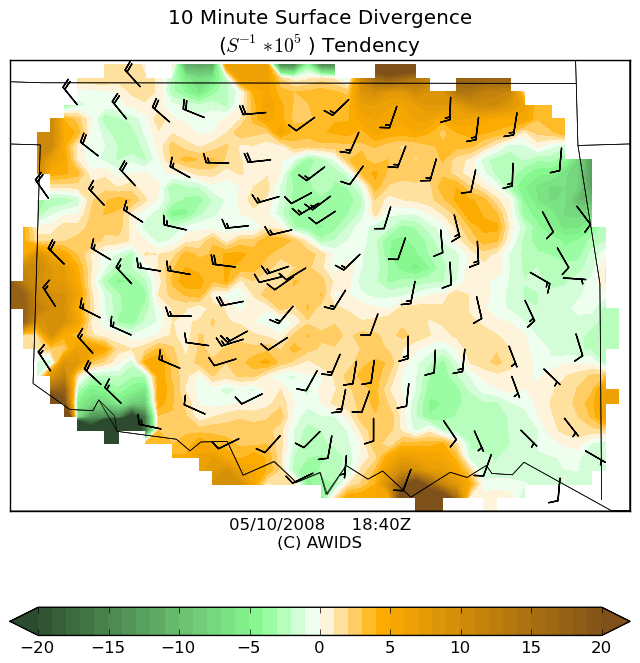 10 Minute Surface Divergence
(S⁻¹ * 10⁵ ) Tendency
05/10/2008 18:40Z
(C) AWIDS
−20 −15 −10 −5 0 5 10 15 20